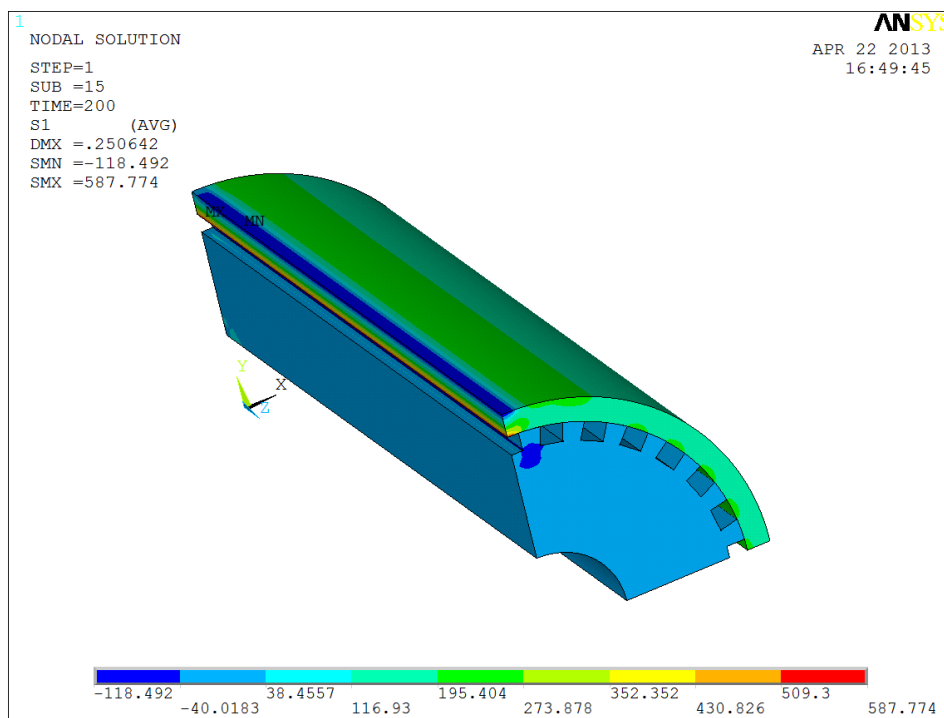 1
NODAL SOLUTION
STEP=1
SUB =15
TIME=200
S1 (AVG)
DMX =.250642
SMN =-118.492
SMX =587.774
ANSYS
APR 22 2013
16:49:45
MX
MN
Y
X
Z
-118.492 38.4557 195.404 352.352 509.3
-40.0183 116.93 273.878 430.826 587.774